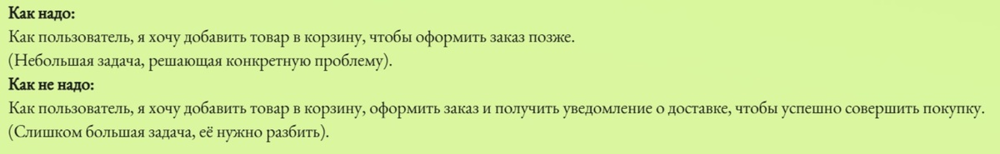 Как надо:
Как пользователь, я хочу добавить товар в корзину, чтобы оформить заказ позже.
(Небольшая задача, решающая конкретную проблему).
Как не надо:
Как пользователь, я хочу добавить товар в корзину, оформить заказ и получить уведомление о доставке, чтобы успешно совершить покупку.
(Слишком большая задача, её нужно разбить).